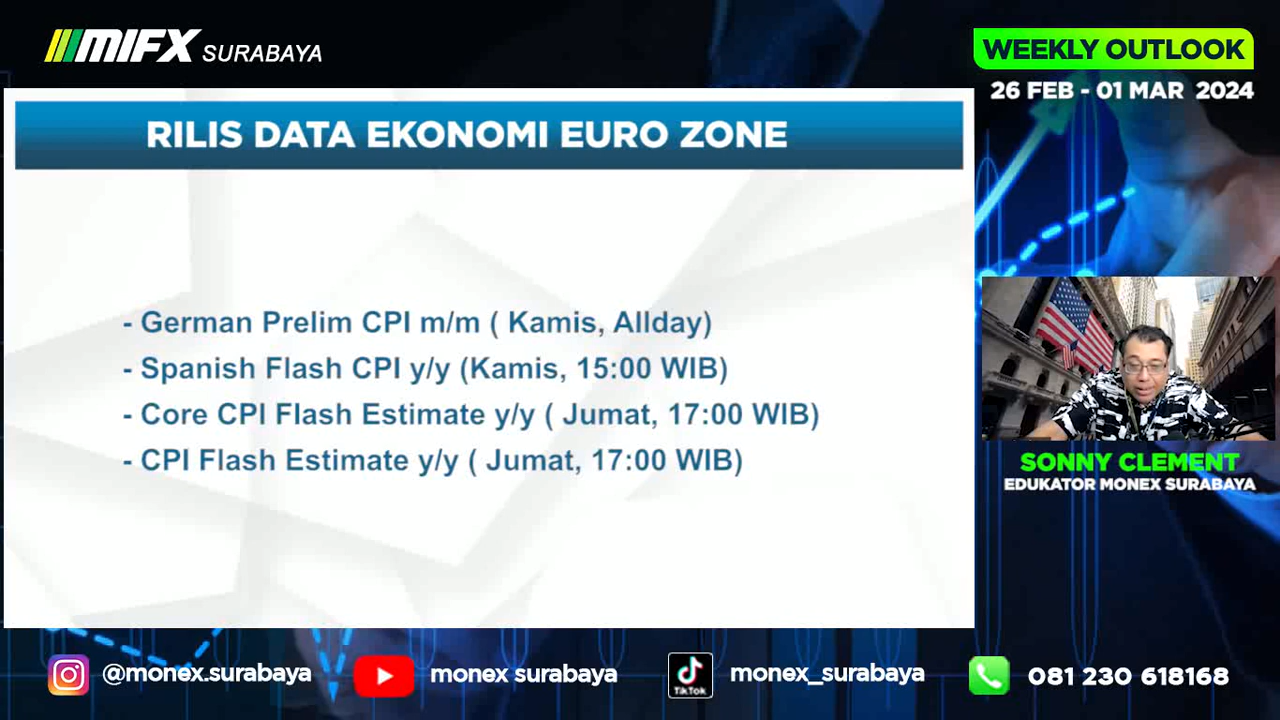 MIFX SURABAYA
WEEKLY OUTLOOK
26 FEB - 01 MAR 2024
RILIS DATA EKONOMI EURO ZONE
- German Prelim CPI m/m ( Kamis, Allday)
- Spanish Flash CPI y/y (Kamis, 15:00 WIB)
- Core CPI Flash Estimate y/y ( Jumat, 17:00 WIB)
- CPI Flash Estimate y/y ( Jumat, 17:00 WIB)
SONNY CLEMENT
EDUKATOR MONEX SURABAYA
@monex.surabaya
monex surabaya
TikTok
monex_surabaya
081 230 618168